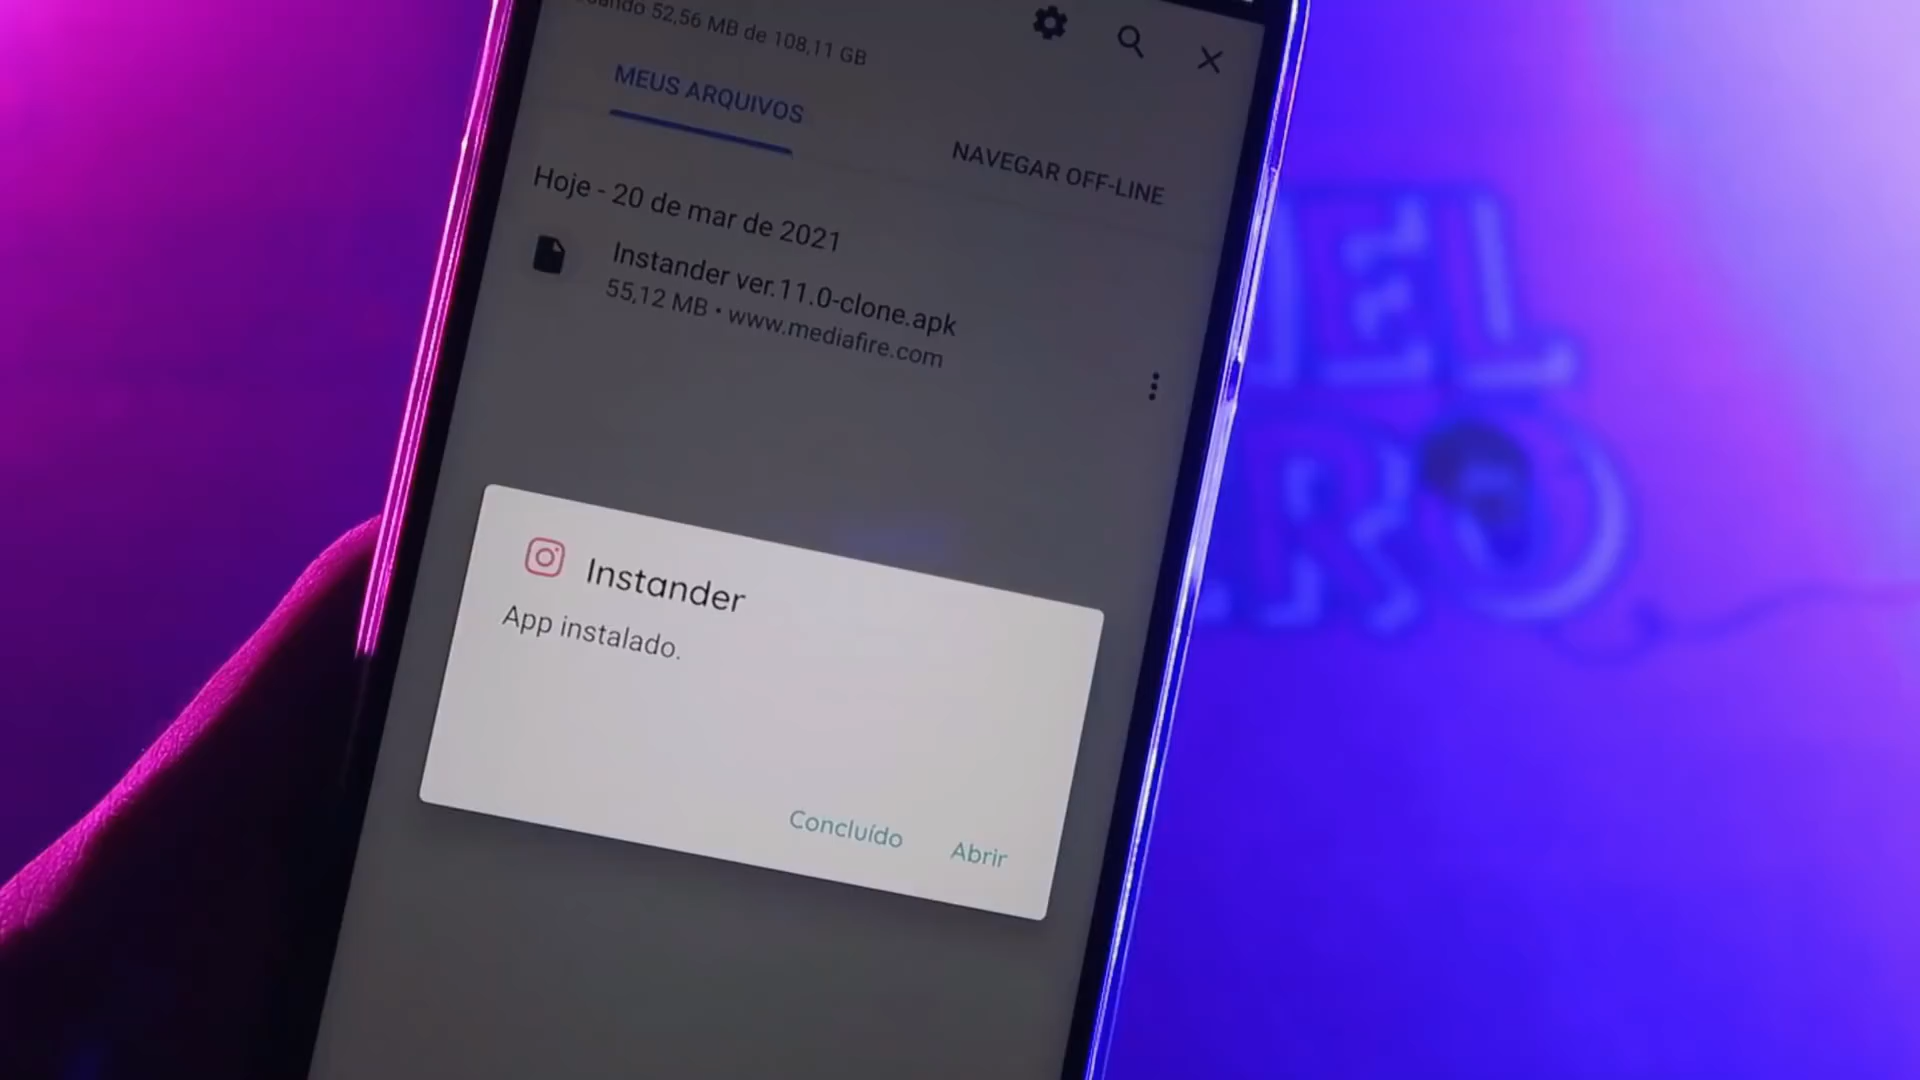 52,56 MB de 108,11 GB
MEUS ARQUIVOS
NAVEGAR OFF-LINE
Hoje - 20 de mar de 2021
Instander ver.11.0-clone.apk
55,12 MB • www.mediafire.com
Instander
App instalado.
Concluído
Abrir